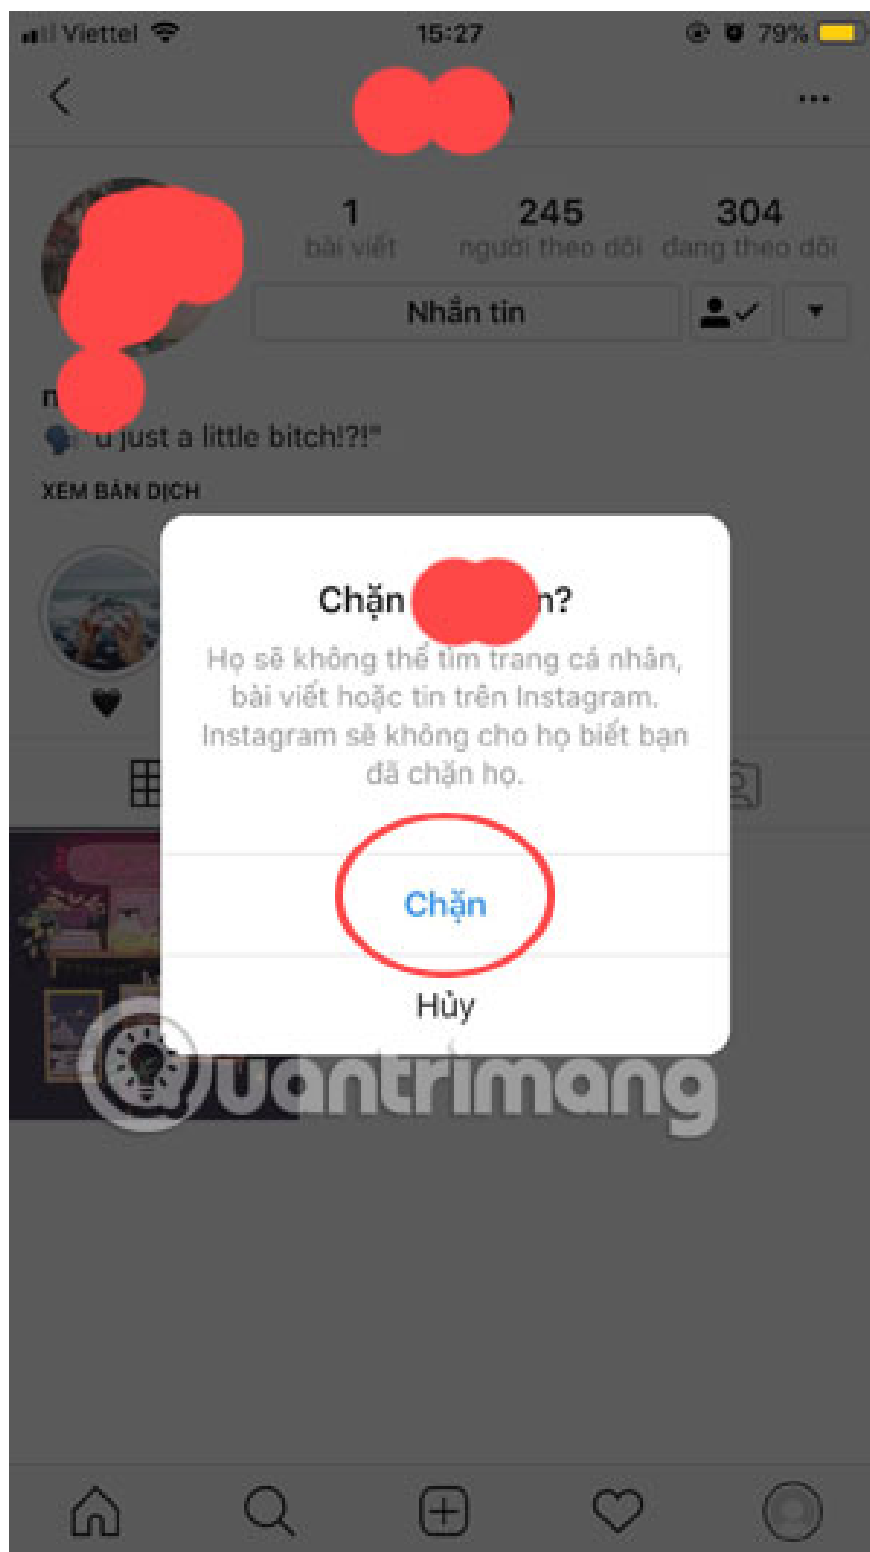 Viettel 15:27 79%
1 245 304
bài viết người theo dõi đang theo dõi
Nhắn tin
u just a little bitch!?!"
XEM BẢN DỊCH
Chặn n?
Họ sẽ không thể tìm trang cá nhân,
bài viết hoặc tin trên Instagram.
Instagram sẽ không cho họ biết bạn
đã chặn họ.
Chặn
Hủy
Quantrimang